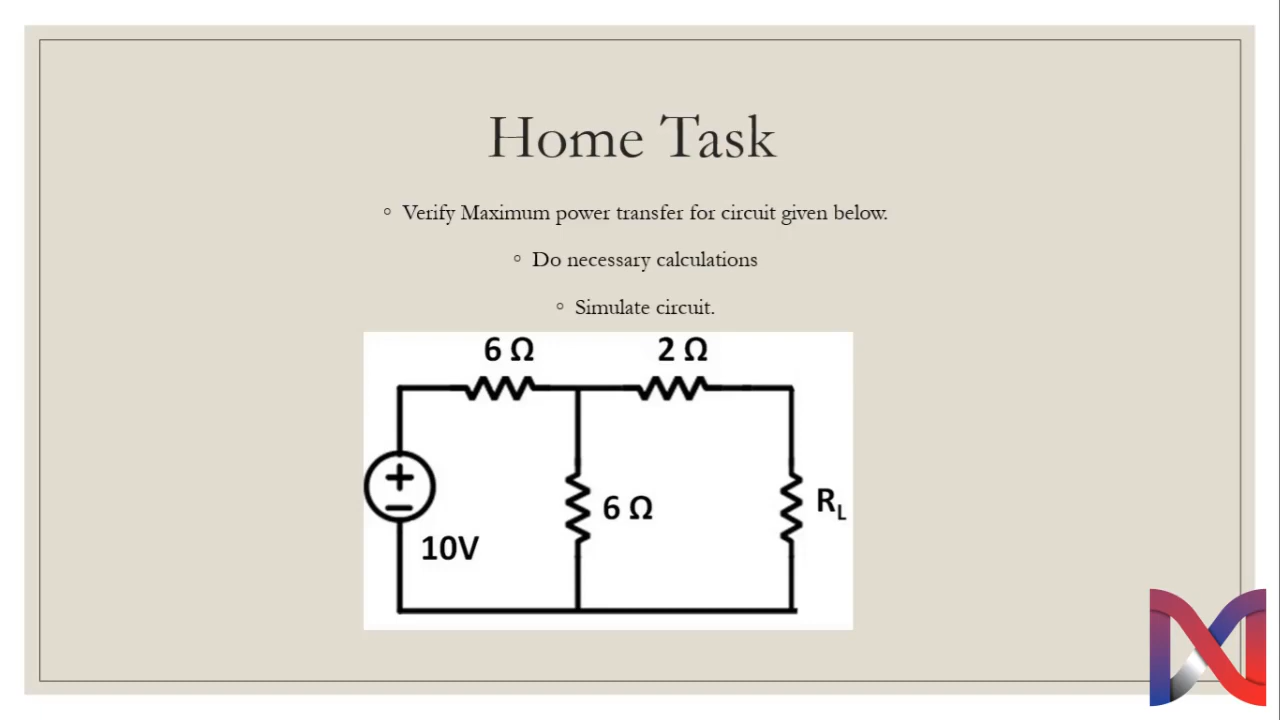 Home Task
◦ Verify Maximum power transfer for circuit given below.
◦ Do necessary calculations
◦ Simulate circuit.
6 Ω 2 Ω
6 Ω R_L
10V